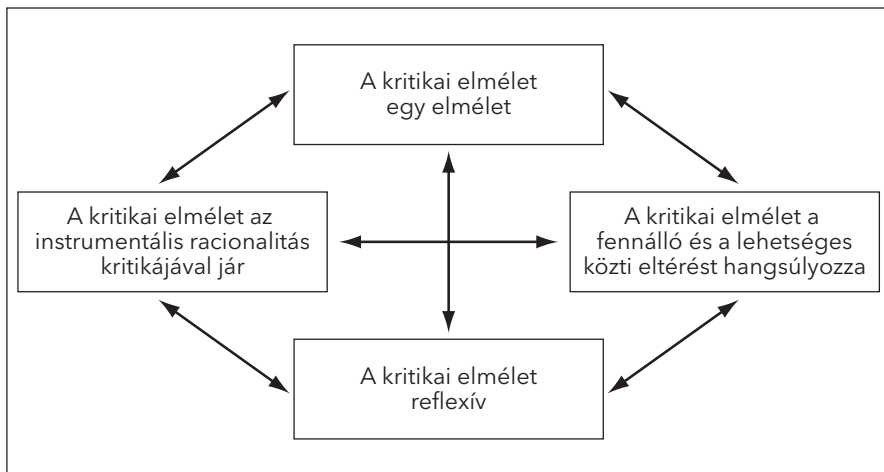 A kritikai elmélet
egy elmélet
A kritikai elmélet az
instrumentális racionalitás
kritikájával jár
A kritikai elmélet a
fennálló és a lehetséges
közti eltérést hangsúlyozza
A kritikai elmélet
reflexív